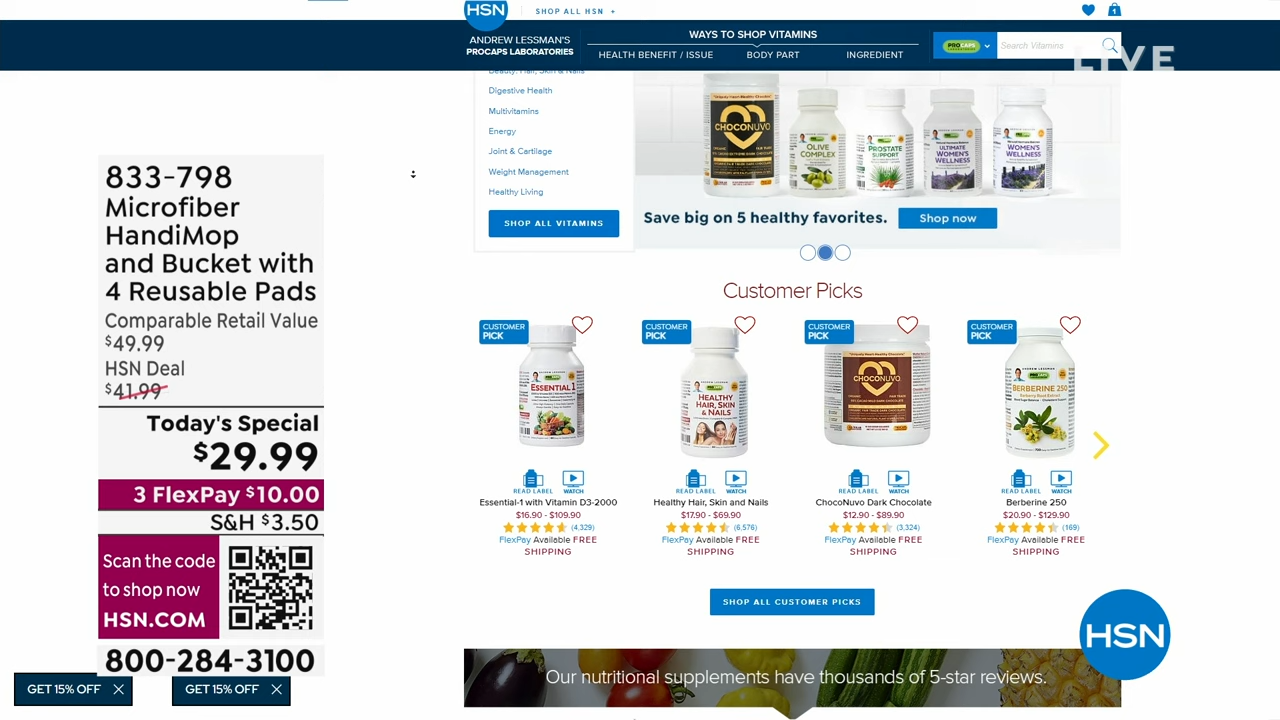 HSN
SHOP ALL HSN +
1
ANDREW LESSMAN'S
PROCAPS LABORATORIES
WAYS TO SHOP VITAMINS
HEALTH BENEFIT / ISSUE
BODY PART
INGREDIENT
PROCAPS
Search Vitamins
LIVE
Beauty: Hair, Skin & Nails
Digestive Health
Multivitamins
Energy
Joint & Cartilage
Weight Management
Healthy Living
SHOP ALL VITAMINS
CHOCONUVO
OLIVE
COMPLEX
PROSTATE
SUPPORT
ULTIMATE
WOMEN'S
WELLNESS
WOMEN'S
WELLNESS
Save big on 5 healthy favorites.
Shop now
833-798
Microfiber
HandiMop
and Bucket with
4 Reusable Pads
Comparable Retail Value
$49.99
HSN Deal
$41.99
Today's Special
$29.99
3 FlexPay $10.00
S&H $3.50
Scan the code
to shop now
HSN.COM
800-284-3100
GET 15% OFF
GET 15% OFF
Customer Picks
CUSTOMER
PICK
CUSTOMER
PICK
CUSTOMER
PICK
CUSTOMER
PICK
ESSENTIAL 1
HEALTHY
HAIR, SKIN
& NAILS
CHOCONUVO
BERBERINE 250
READ LABEL
WATCH
READ LABEL
WATCH
READ LABEL
WATCH
READ LABEL
WATCH
Essential-1 with Vitamin D3-2000
$16.90 - $109.90
(4,329)
FlexPay Available FREE
SHIPPING
Healthy Hair, Skin and Nails
$17.90 - $69.90
(6,576)
FlexPay Available FREE
SHIPPING
ChocoNuvo Dark Chocolate
$12.90 - $89.90
(3,324)
FlexPay Available FREE
SHIPPING
Berberine 250
$20.90 - $129.90
(169)
FlexPay Available FREE
SHIPPING
SHOP ALL CUSTOMER PICKS
HSN
Our nutritional supplements have thousands of 5-star reviews.